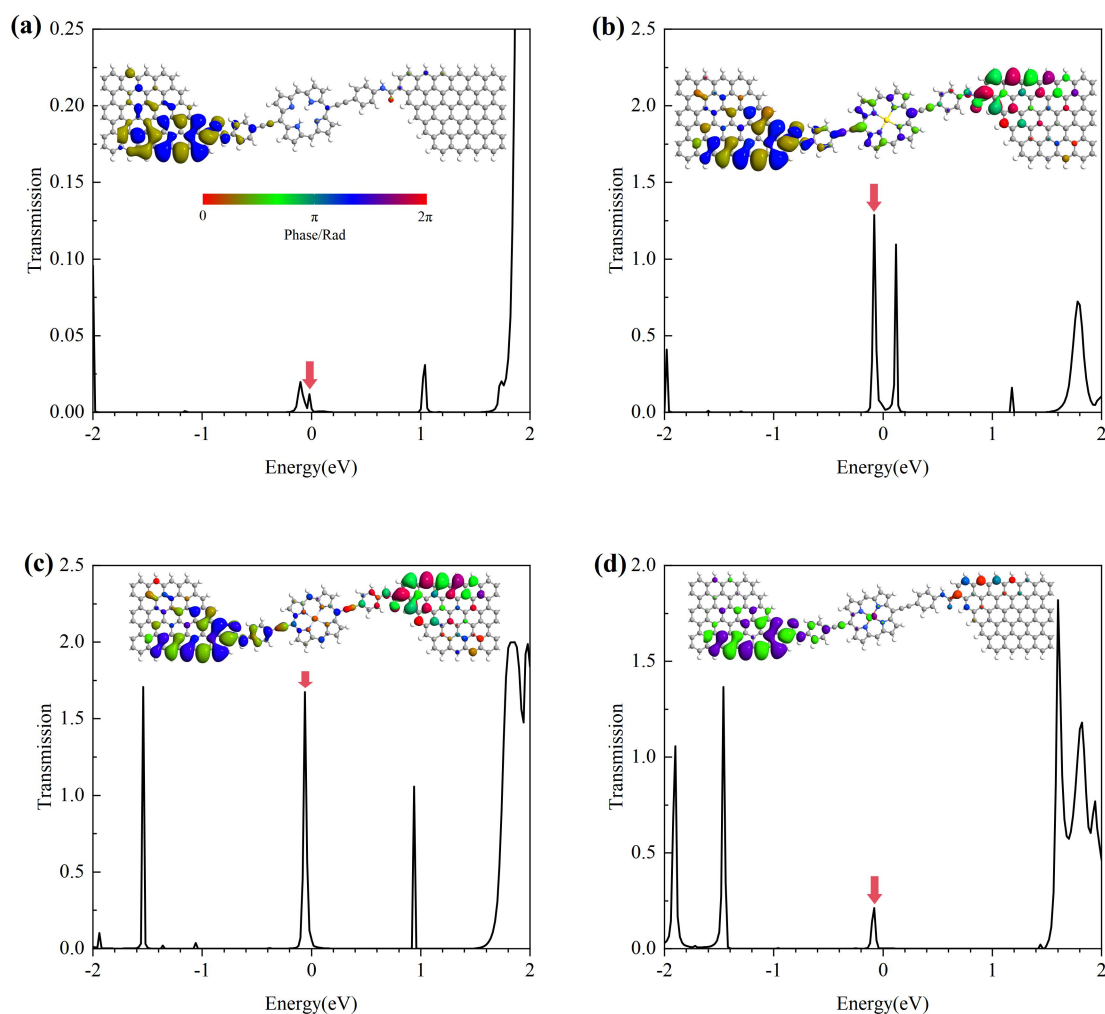 (a)
0.25
0.20
0.15
0.10
0.05
0.00
Transmission
0
π
2π
Phase/Rad
-2
-1
0
1
2
Energy(eV)
(b)
2.5
2.0
1.5
1.0
0.5
0.0
Transmission
-2
-1
0
1
2
Energy(eV)
(c)
2.5
2.0
1.5
1.0
0.5
0.0
Transmission
-2
-1
0
1
2
Energy(eV)
(d)
2.0
1.5
1.0
0.5
0.0
Transmission
-2
-1
0
1
2
Energy(eV)